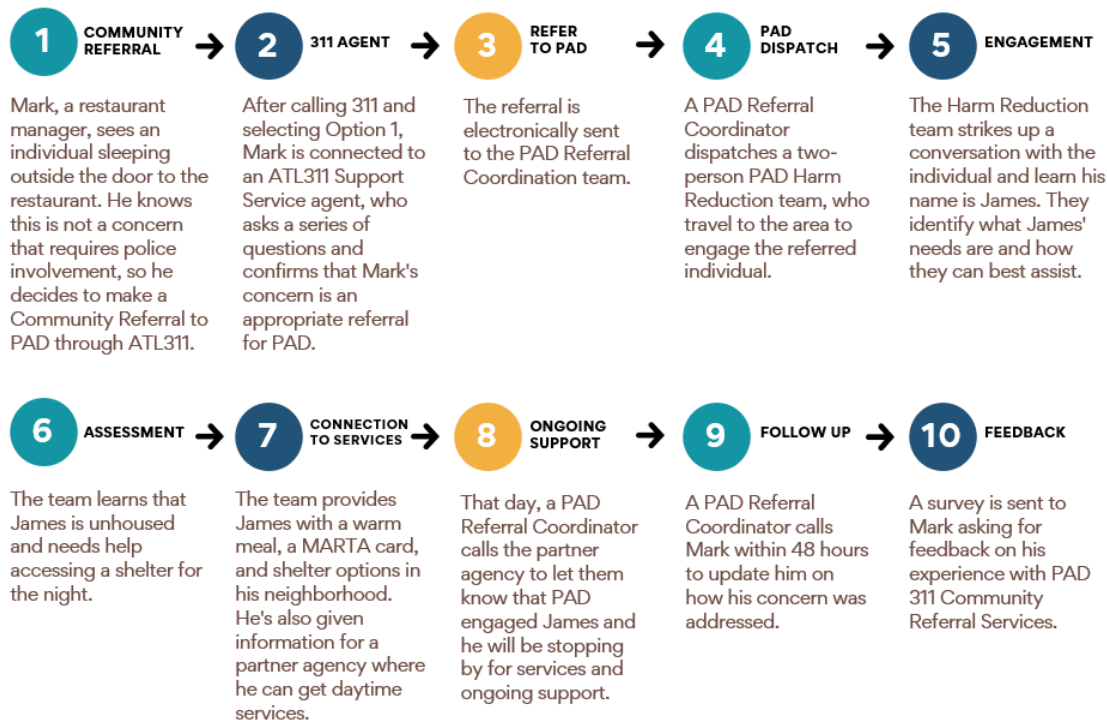 1
COMMUNITY
REFERRAL
Mark, a restaurant
manager, sees an
individual sleeping
outside the door to the
restaurant. He knows
this is not a concern
that requires police
involvement, so he
decides to make a
Community Referral to
PAD through ATL311.
2
311 AGENT
After calling 311 and
selecting Option 1,
Mark is connected to
an ATL311 Support
Service agent, who
asks a series of
questions and
confirms that Mark's
concern is an
appropriate referral
for PAD.
3
REFER
TO PAD
The referral is
electronically sent
to the PAD Referral
Coordination team.
4
PAD
DISPATCH
A PAD Referral
Coordinator
dispatches a two-
person PAD Harm
Reduction team, who
travel to the area to
engage the referred
individual.
5
ENGAGEMENT
The Harm Reduction
team strikes up a
conversation with the
individual and learn his
name is James. They
identify what James'
needs are and how
they can best assist.
6
ASSESSMENT
The team learns that
James is unhoused
and needs help
accessing a shelter for
the night.
7
CONNECTION
TO SERVICES
The team provides
James with a warm
meal, a MARTA card,
and shelter options in
his neighborhood.
He's also given
information for a
partner agency where
he can get daytime
services.
8
ONGOING
SUPPORT
That day, a PAD
Referral Coordinator
calls the partner
agency to let them
know that PAD
engaged James and
he will be stopping
by for services and
ongoing support.
9
FOLLOW UP
A PAD Referral
Coordinator calls
Mark within 48 hours
to update him on
how his concern was
addressed.
10
FEEDBACK
A survey is sent to
Mark asking for
feedback on his
experience with PAD
311 Community
Referral Services.